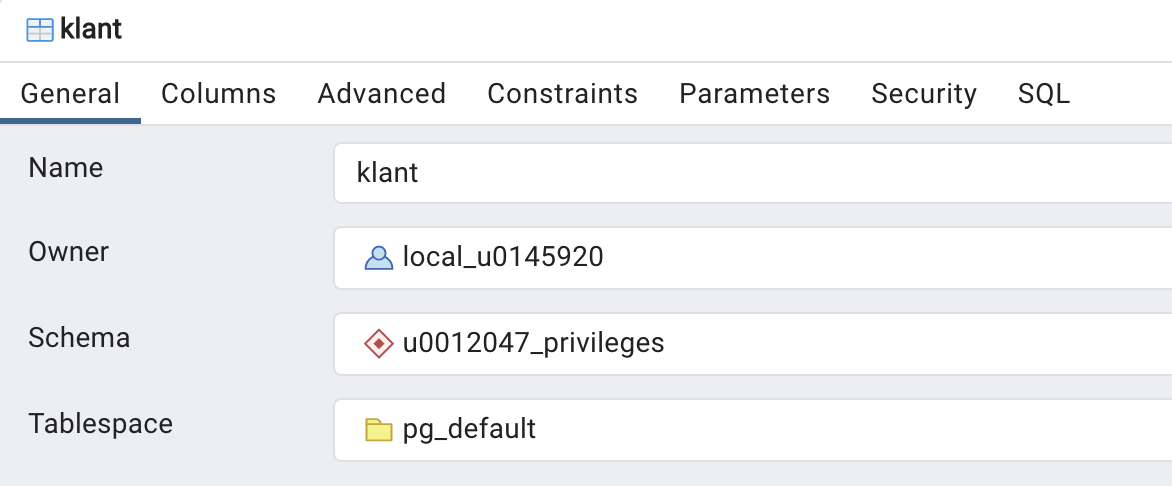 klant
General Columns Advanced Constraints Parameters Security SQL
Name klant
Owner local_u0145920
Schema u0012047_privileges
Tablespace pg_default